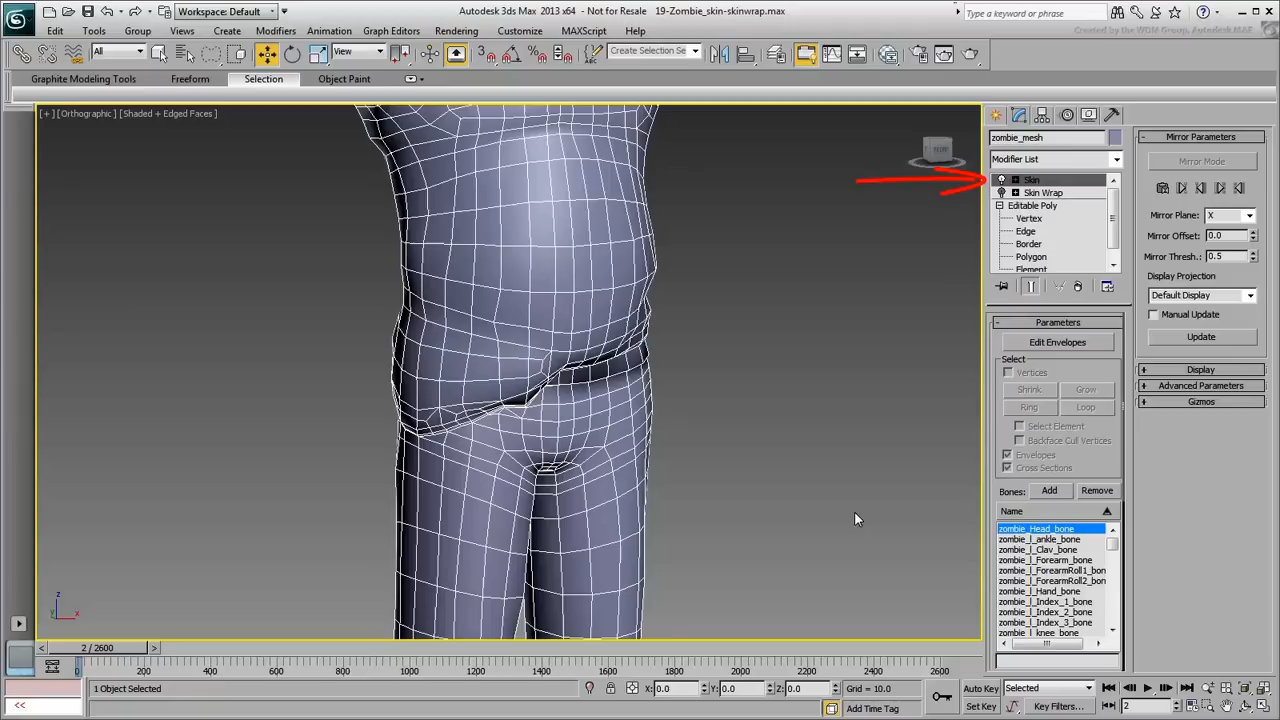 Autodesk 3ds Max 2013 x64 - Not for Resale 19-Zombie_skin-skinwrap.max
Workspace: Default
Type a keyword or phrase
Edit Tools Group Views Create Modifiers Animation Graph Editors Rendering Customize MAXScript Help
Created by the WDM Group, Autodesk M&E
All
View
Create Selection Se
Graphite Modeling Tools Freeform Selection Object Paint
[+] [Orthographic] [Shaded + Edged Faces]
zombie_mesh
Modifier List
Skin
Skin Wrap
Editable Poly
Vertex
Edge
Border
Polygon
Element
Parameters
Edit Envelopes
Select
Vertices
Shrink Grow
Ring Loop
Select Element
Backface Cull Vertices
Envelopes
Cross Sections
Bones: Add Remove
Name
zombie_Head_bone
zombie_l_ankle_bone
zombie_l_Clav_bone
zombie_l_Forearm_bone
zombie_l_ForearmRoll1_bon
zombie_l_ForearmRoll2_bon
zombie_l_Hand_bone
zombie_l_Index_1_bone
zombie_l_Index_2_bone
zombie_l_Index_3_bone
zombie_l_knee_bone
Mirror Parameters
Mirror Mode
Mirror Plane: X
Mirror Offset: 0.0
Mirror Thresh.: 0.5
Display Projection
Default Display
Manual Update
Update
Display
Advanced Parameters
Gizmos
z
y x
2 / 2600
0 200 400 600 800 1000 1200 1400 1600 1800 2000 2200 2400 2600
1 Object Selected
X: 0.0 Y: 0.0 Z: 0.0
Grid = 10.0
Add Time Tag
Auto Key Selected
Set Key Key Filters...
2